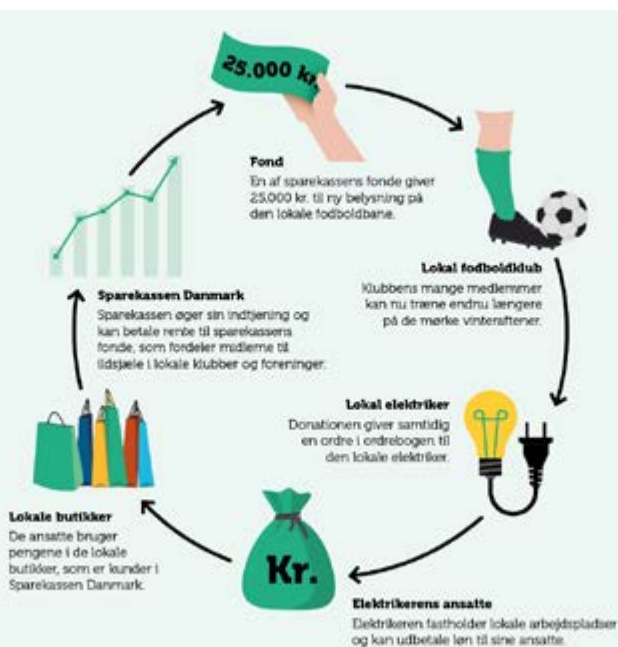 25.000 kr.
Fond
En af sparekassens fonde giver
25.000 kr. til ny belysning på
den lokale fodboldbane.
Lokal fodboldklub
Klubbens mange medlemmer
kan nu træne endnu længere
på de mørke vinteraftener.
Lokal elektriker
Donationen giver samtidig
en ordre i ordrebogen til
den lokale elektriker.
Kr.
Elektrikerens ansatte
Elektrikeren fastholder lokale arbejdspladser
og kan udbetale løn til sine ansatte.
Lokale butikker
De ansatte bruger
pengene i de lokale
butikker, som er kunder i
Sparekassen Danmark.
Sparekassen Danmark
Sparekassen øger sin indtjening og
kan betale rente til sparekassens
fonde, som fordeler midlerne til
ildsjæle i lokale klubber og foreninger.